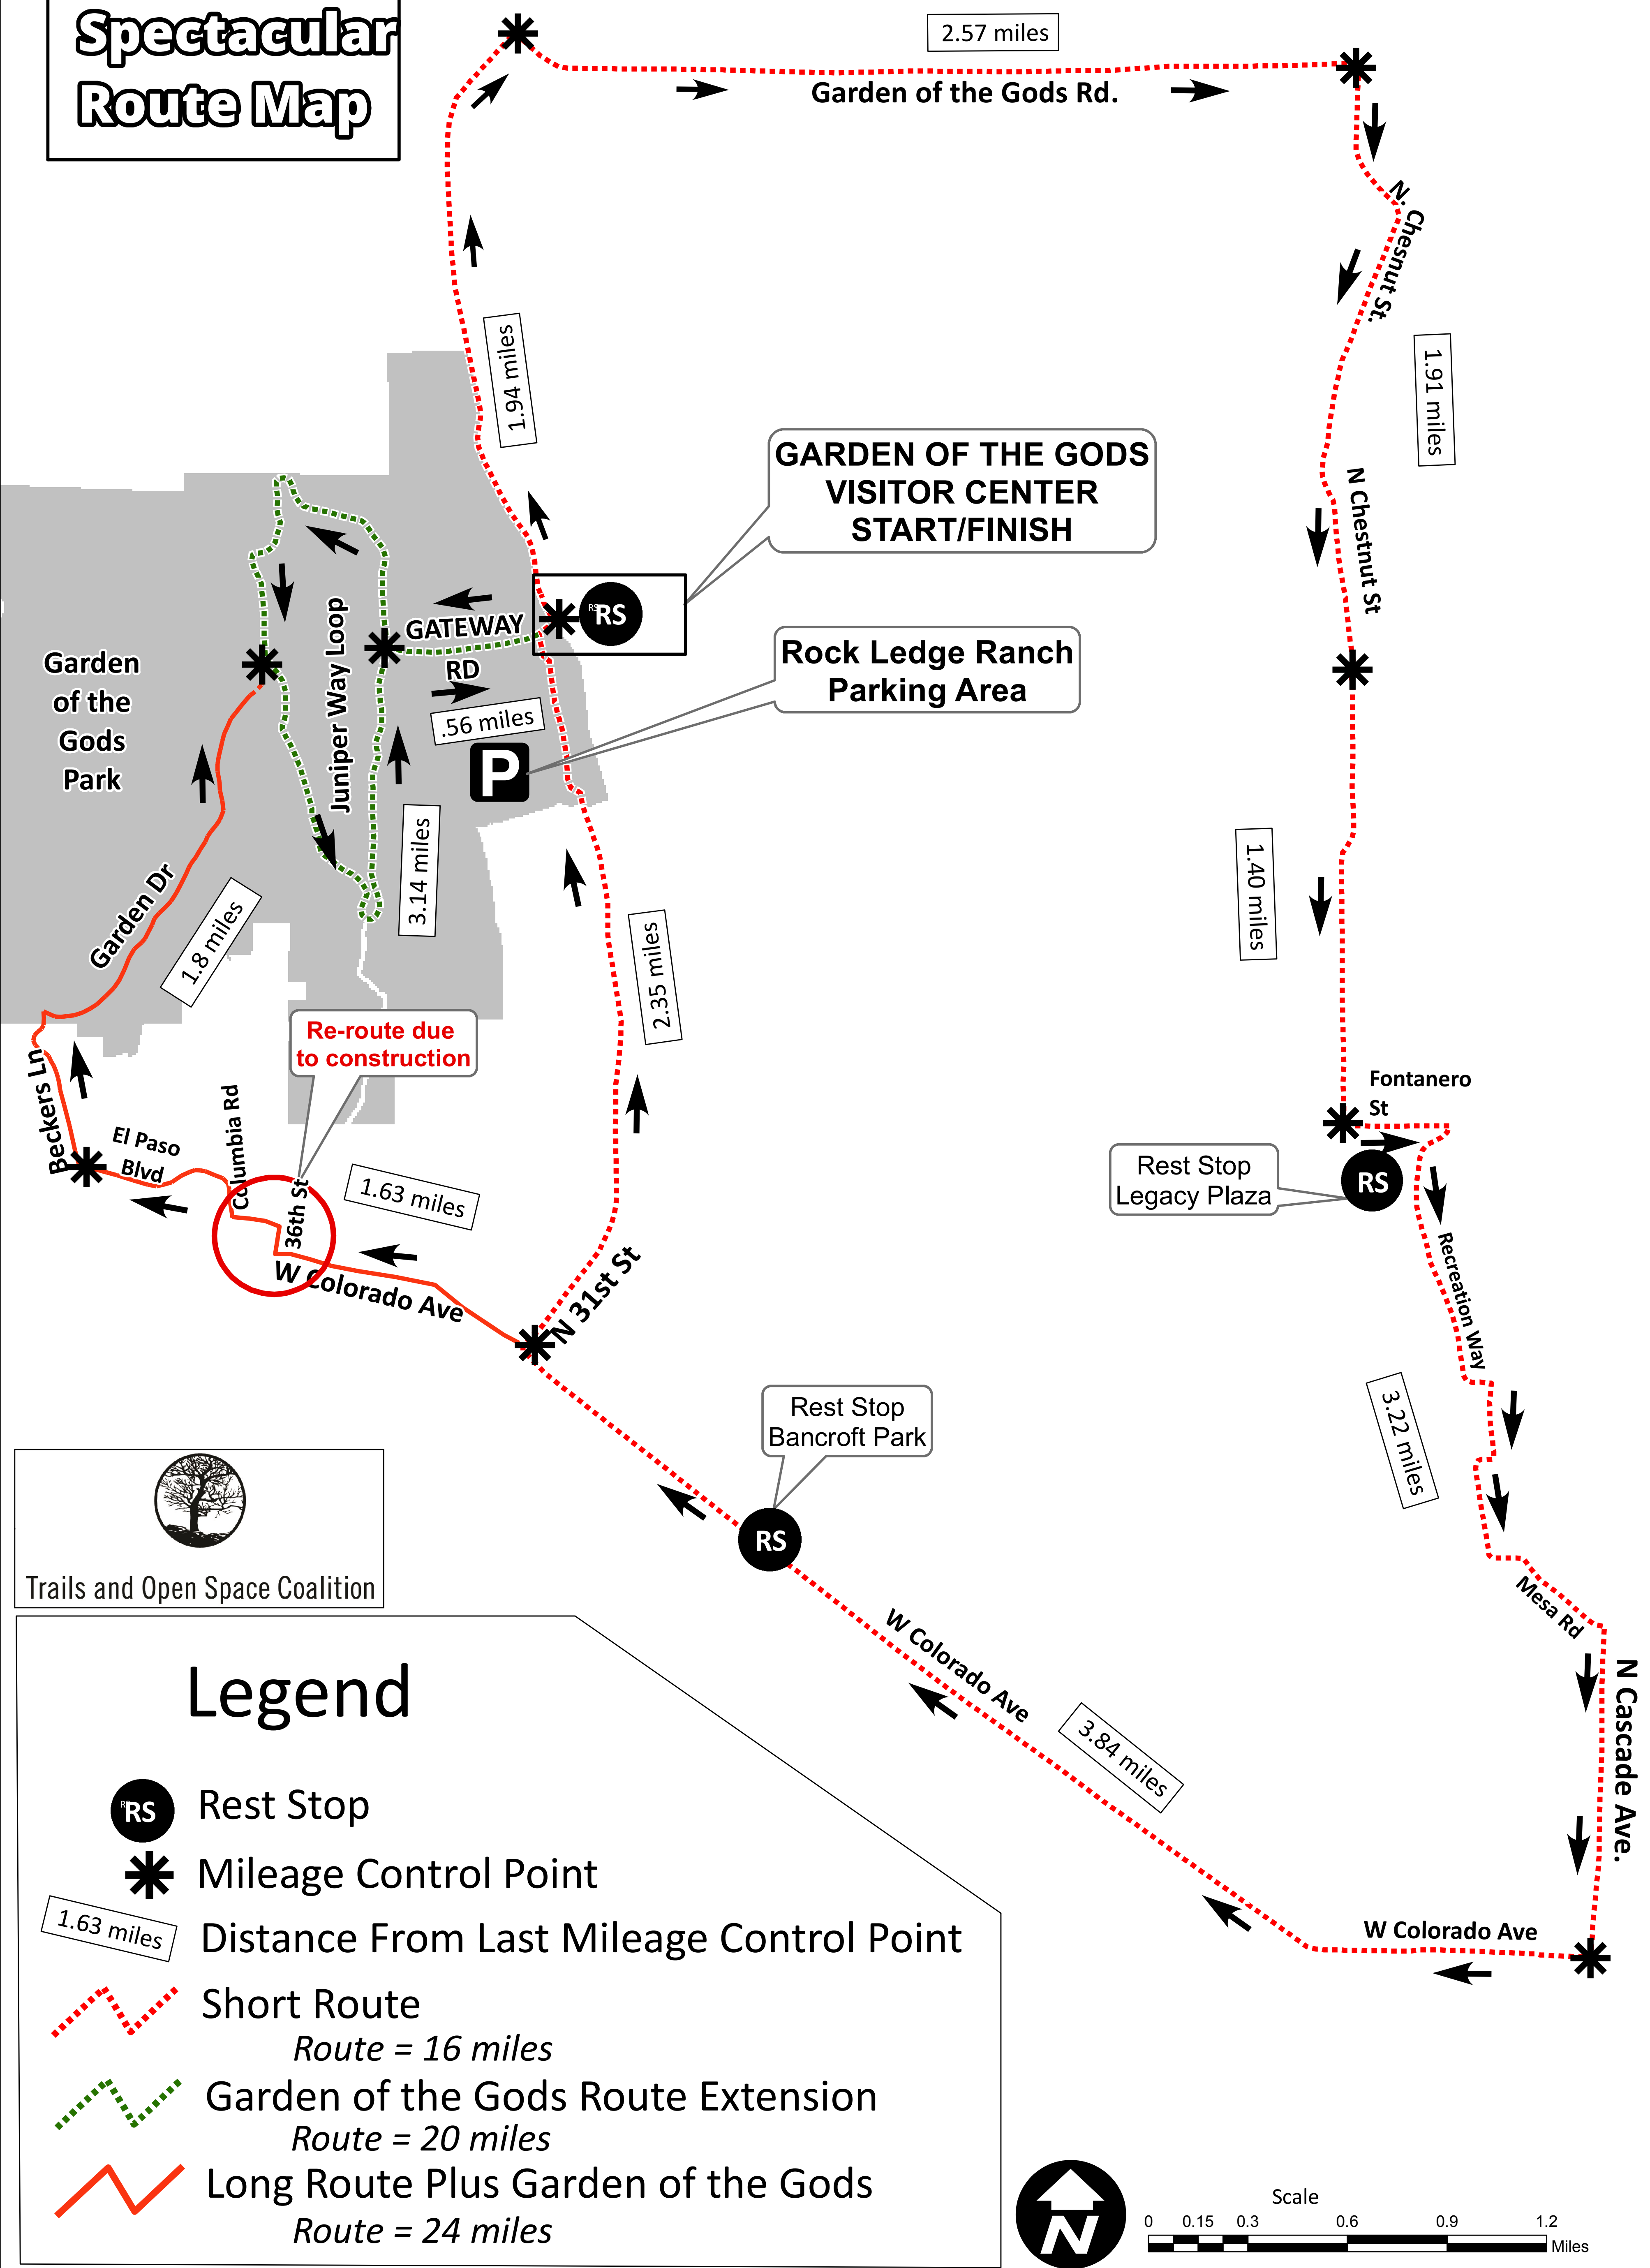 Spectacular
Route Map
2.57 miles
Garden of the Gods Rd.
N. Chesnut St.
1.94 miles
1.91 miles
GARDEN OF THE GODS
VISITOR CENTER
START/FINISH
N Chestnut St
RS
RS
GATEWAY
RD
Juniper Way Loop
Garden
of the
Gods
Park
Rock Ledge Ranch
Parking Area
.56 miles
P
3.14 miles
1.40 miles
Garden Dr
1.8 miles
2.35 miles
Re-route due
to construction
Fontanero
St
Beckers Ln
El Paso
Blvd
Columbia Rd
36th St
1.63 miles
Rest Stop
Legacy Plaza
RS
Recreation Way
W Colorado Ave
N 31st St
3.22 miles
Rest Stop
Bancroft Park
RS
Trails and Open Space Coalition
Mesa Rd
W Colorado Ave
N Cascade Ave.
3.84 miles
W Colorado Ave
Legend
RS
RS
Rest Stop
Mileage Control Point
1.63 miles
Distance From Last Mileage Control Point
Short Route
Route = 16 miles
Garden of the Gods Route Extension
Route = 20 miles
Long Route Plus Garden of the Gods
Route = 24 miles
N
Scale
0 0.15 0.3 0.6 0.9 1.2
Miles